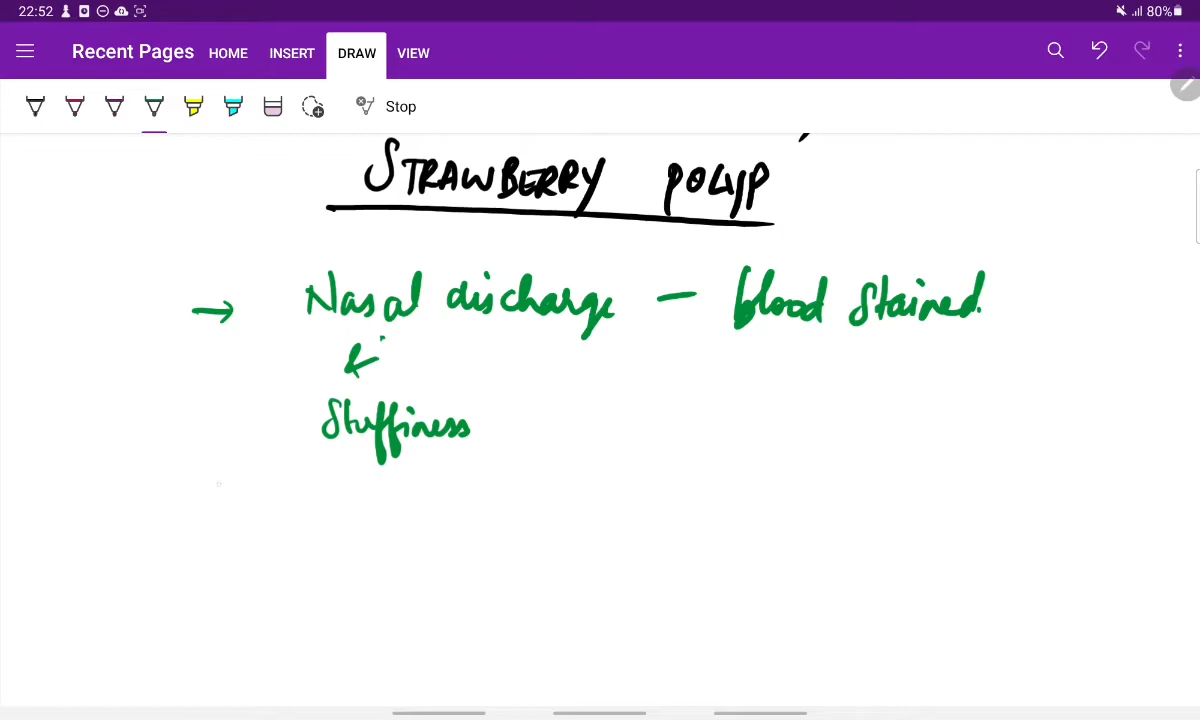 22:52 80%
Recent Pages HOME INSERT DRAW VIEW
Stop
STRAWBERRY POLYP
→ Nasal discharge — blood stained.
&
Stuffiness